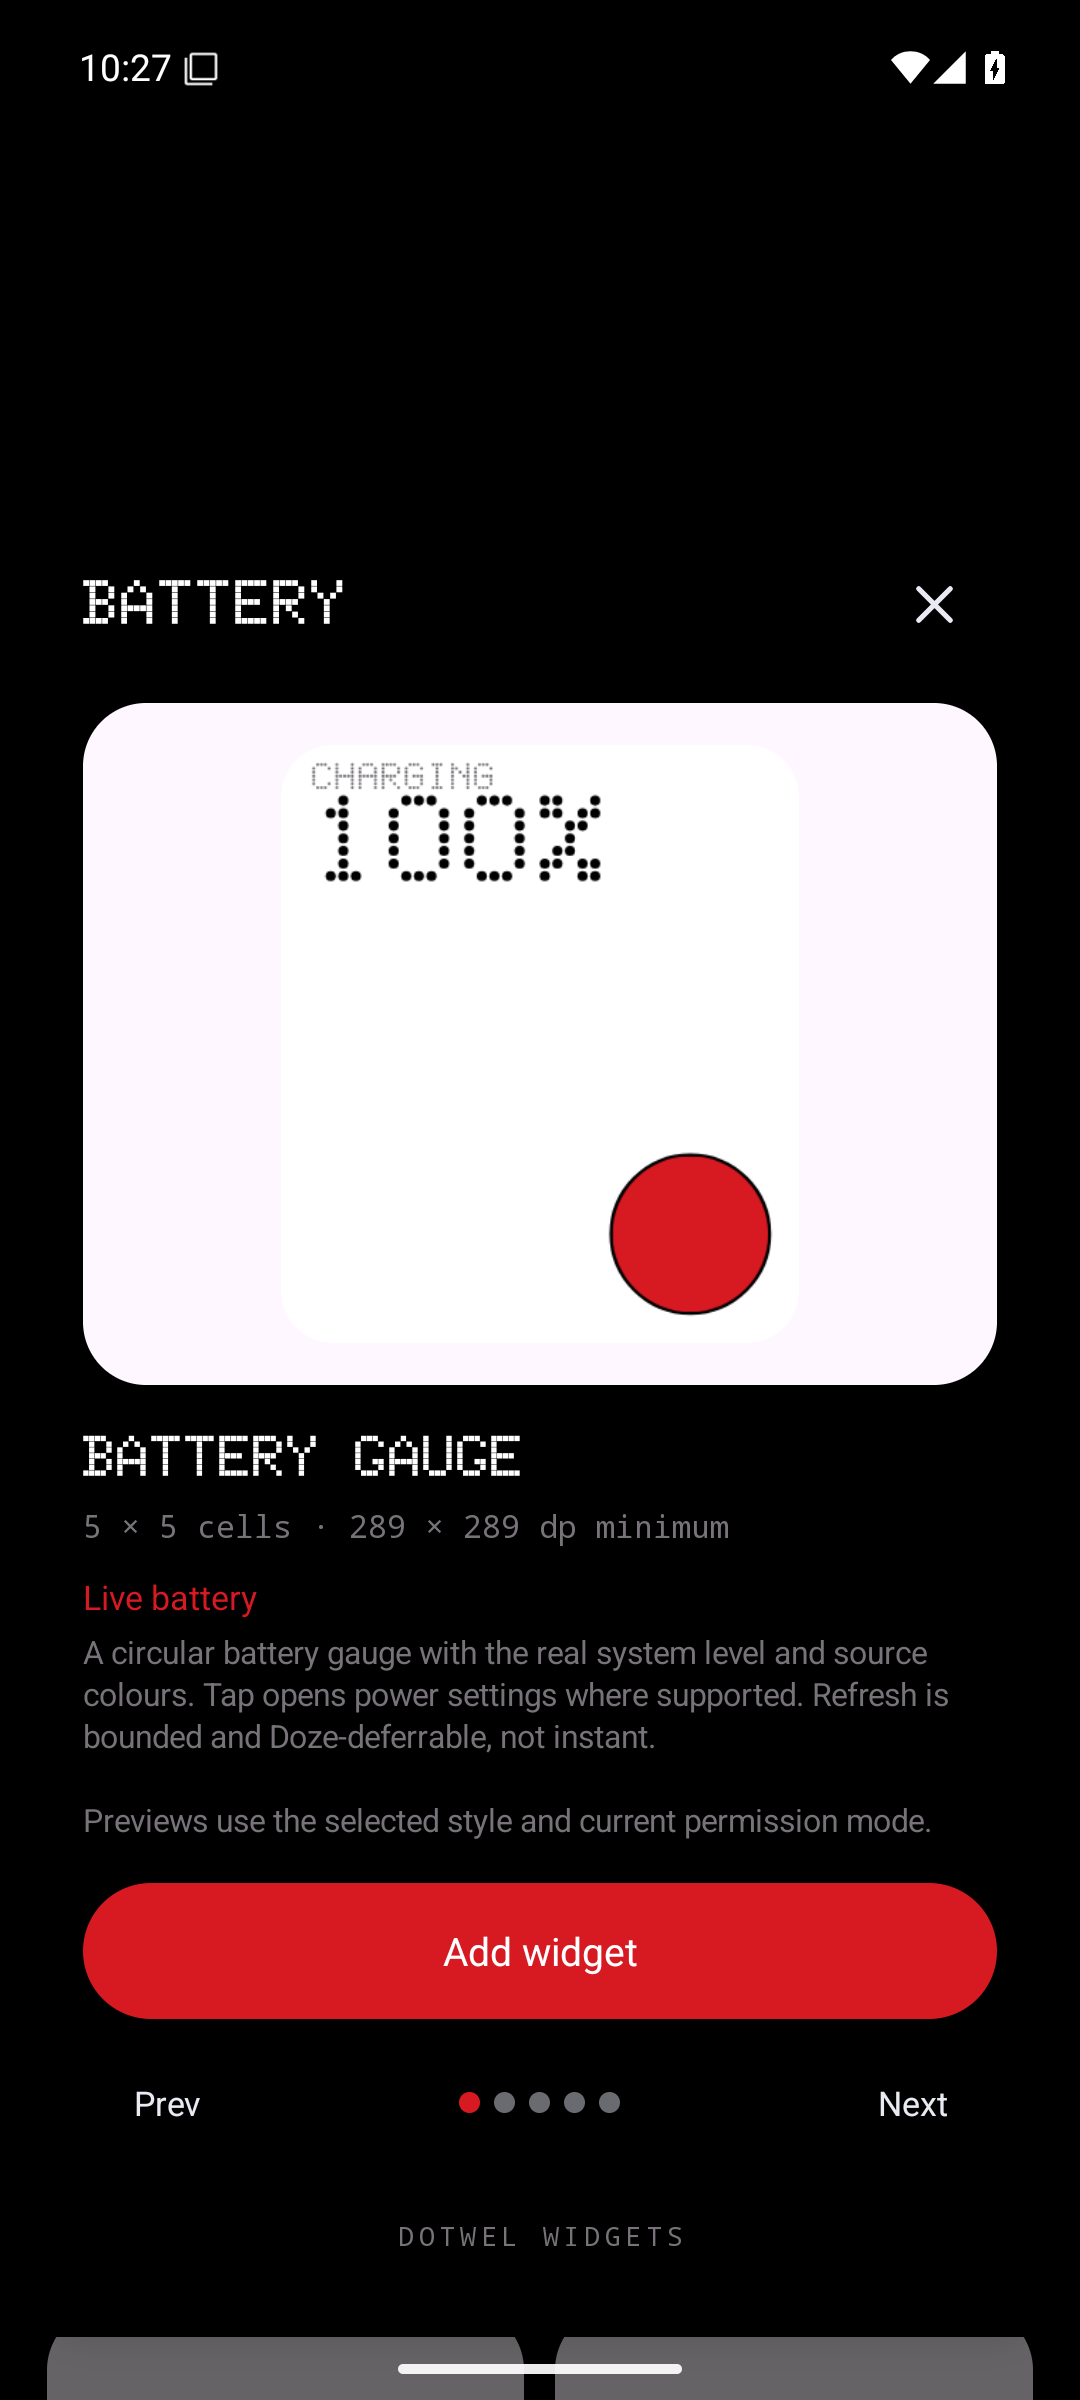 10:27
BATTERY
CHARGING
100%
BATTERY GAUGE
5 × 5 cells · 289 × 289 dp minimum
Live battery
A circular battery gauge with the real system level and source
colours. Tap opens power settings where supported. Refresh is
bounded and Doze-deferrable, not instant.
Previews use the selected style and current permission mode.
Add widget
Prev
Next
DOTWEL WIDGETS